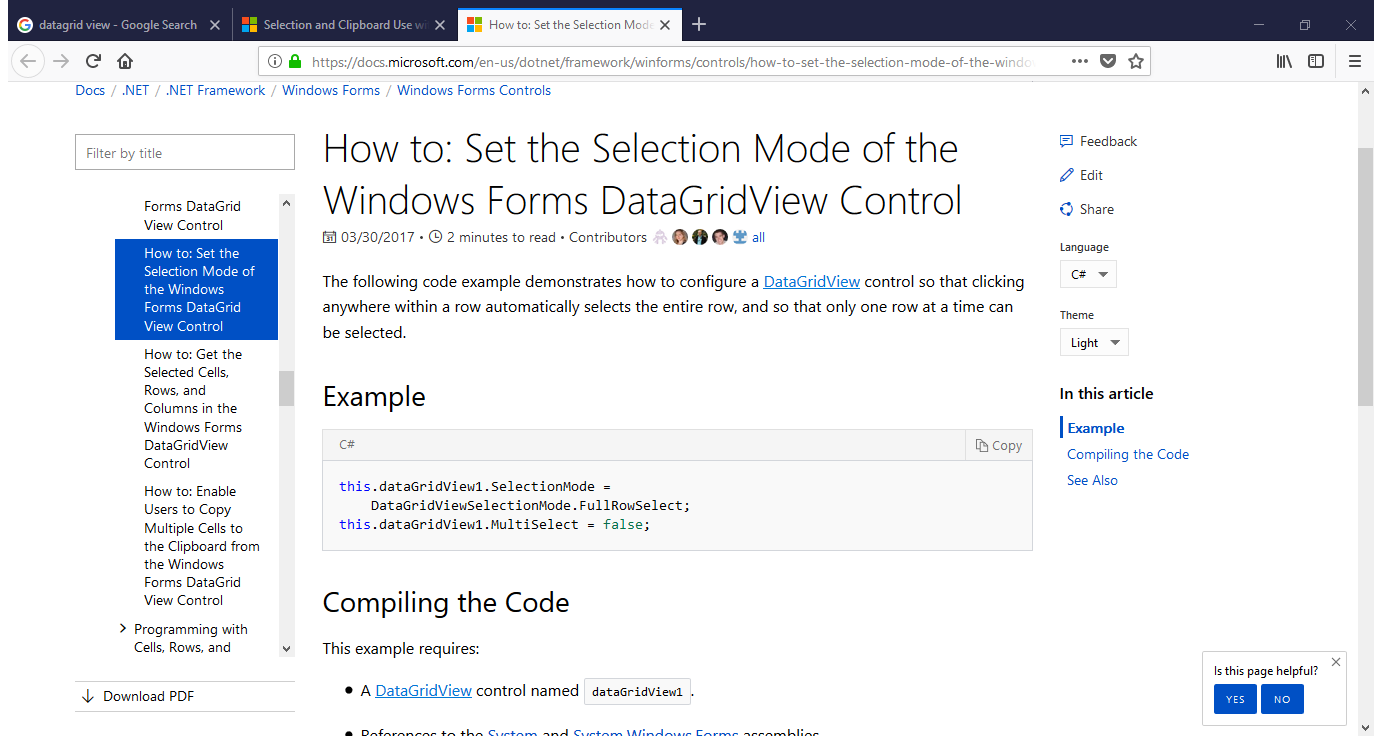 datagrid view - Google Search
Selection and Clipboard Use wi
How to: Set the Selection Mode
https://docs.microsoft.com/en-us/dotnet/framework/winforms/controls/how-to-set-the-selection-mode-of-the-windo
Docs / .NET / .NET Framework / Windows Forms / Windows Forms Controls
Filter by title
Forms DataGrid
View Control
How to: Set the
Selection Mode of
the Windows
Forms DataGrid
View Control
How to: Get the
Selected Cells,
Rows, and
Columns in the
Windows Forms
DataGridView
Control
How to: Enable
Users to Copy
Multiple Cells to
the Clipboard from
the Windows
Forms DataGrid
View Control
Programming with
Cells, Rows, and
Download PDF
How to: Set the Selection Mode of the
Windows Forms DataGridView Control
03/30/2017 • 2 minutes to read • Contributors all
The following code example demonstrates how to configure a DataGridView control so that clicking
anywhere within a row automatically selects the entire row, and so that only one row at a time can
be selected.
Example
C#
Copy
this.dataGridView1.SelectionMode =
DataGridViewSelectionMode.FullRowSelect;
this.dataGridView1.MultiSelect = false;
Compiling the Code
This example requires:
• A DataGridView control named dataGridView1 .
• References to the System and System.Windows.Forms assemblies.
Feedback
Edit
Share
Language
C#
Theme
Light
In this article
Example
Compiling the Code
See Also
Is this page helpful?
YES
NO